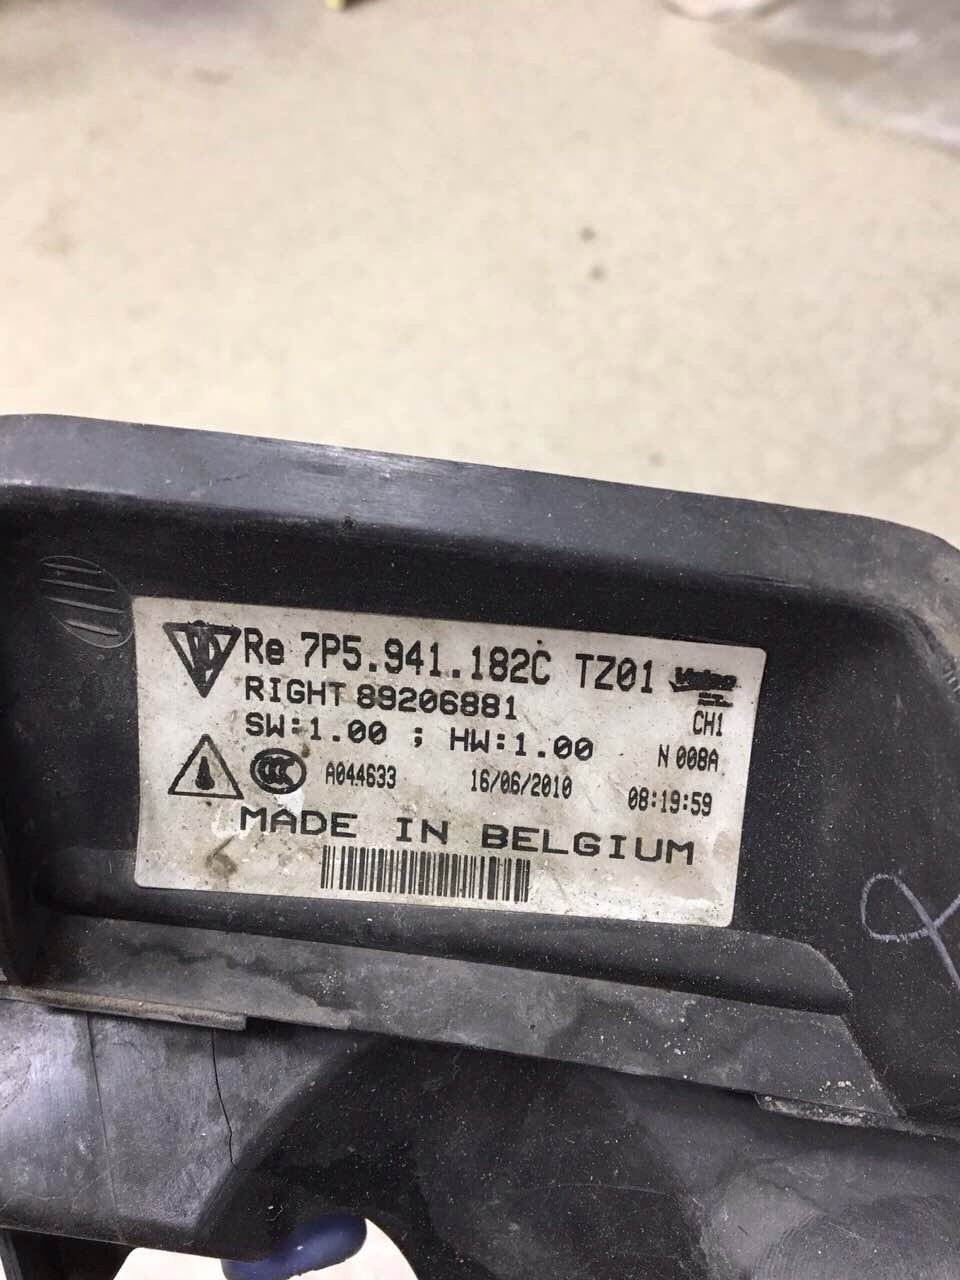 Re 7P5.941.182C TZ01 Valeo
RIGHT 89206881
CH1
SW:1.00 ; HW:1.00
N 008A
A044633 16/06/2010 08:19:59
MADE IN BELGIUM